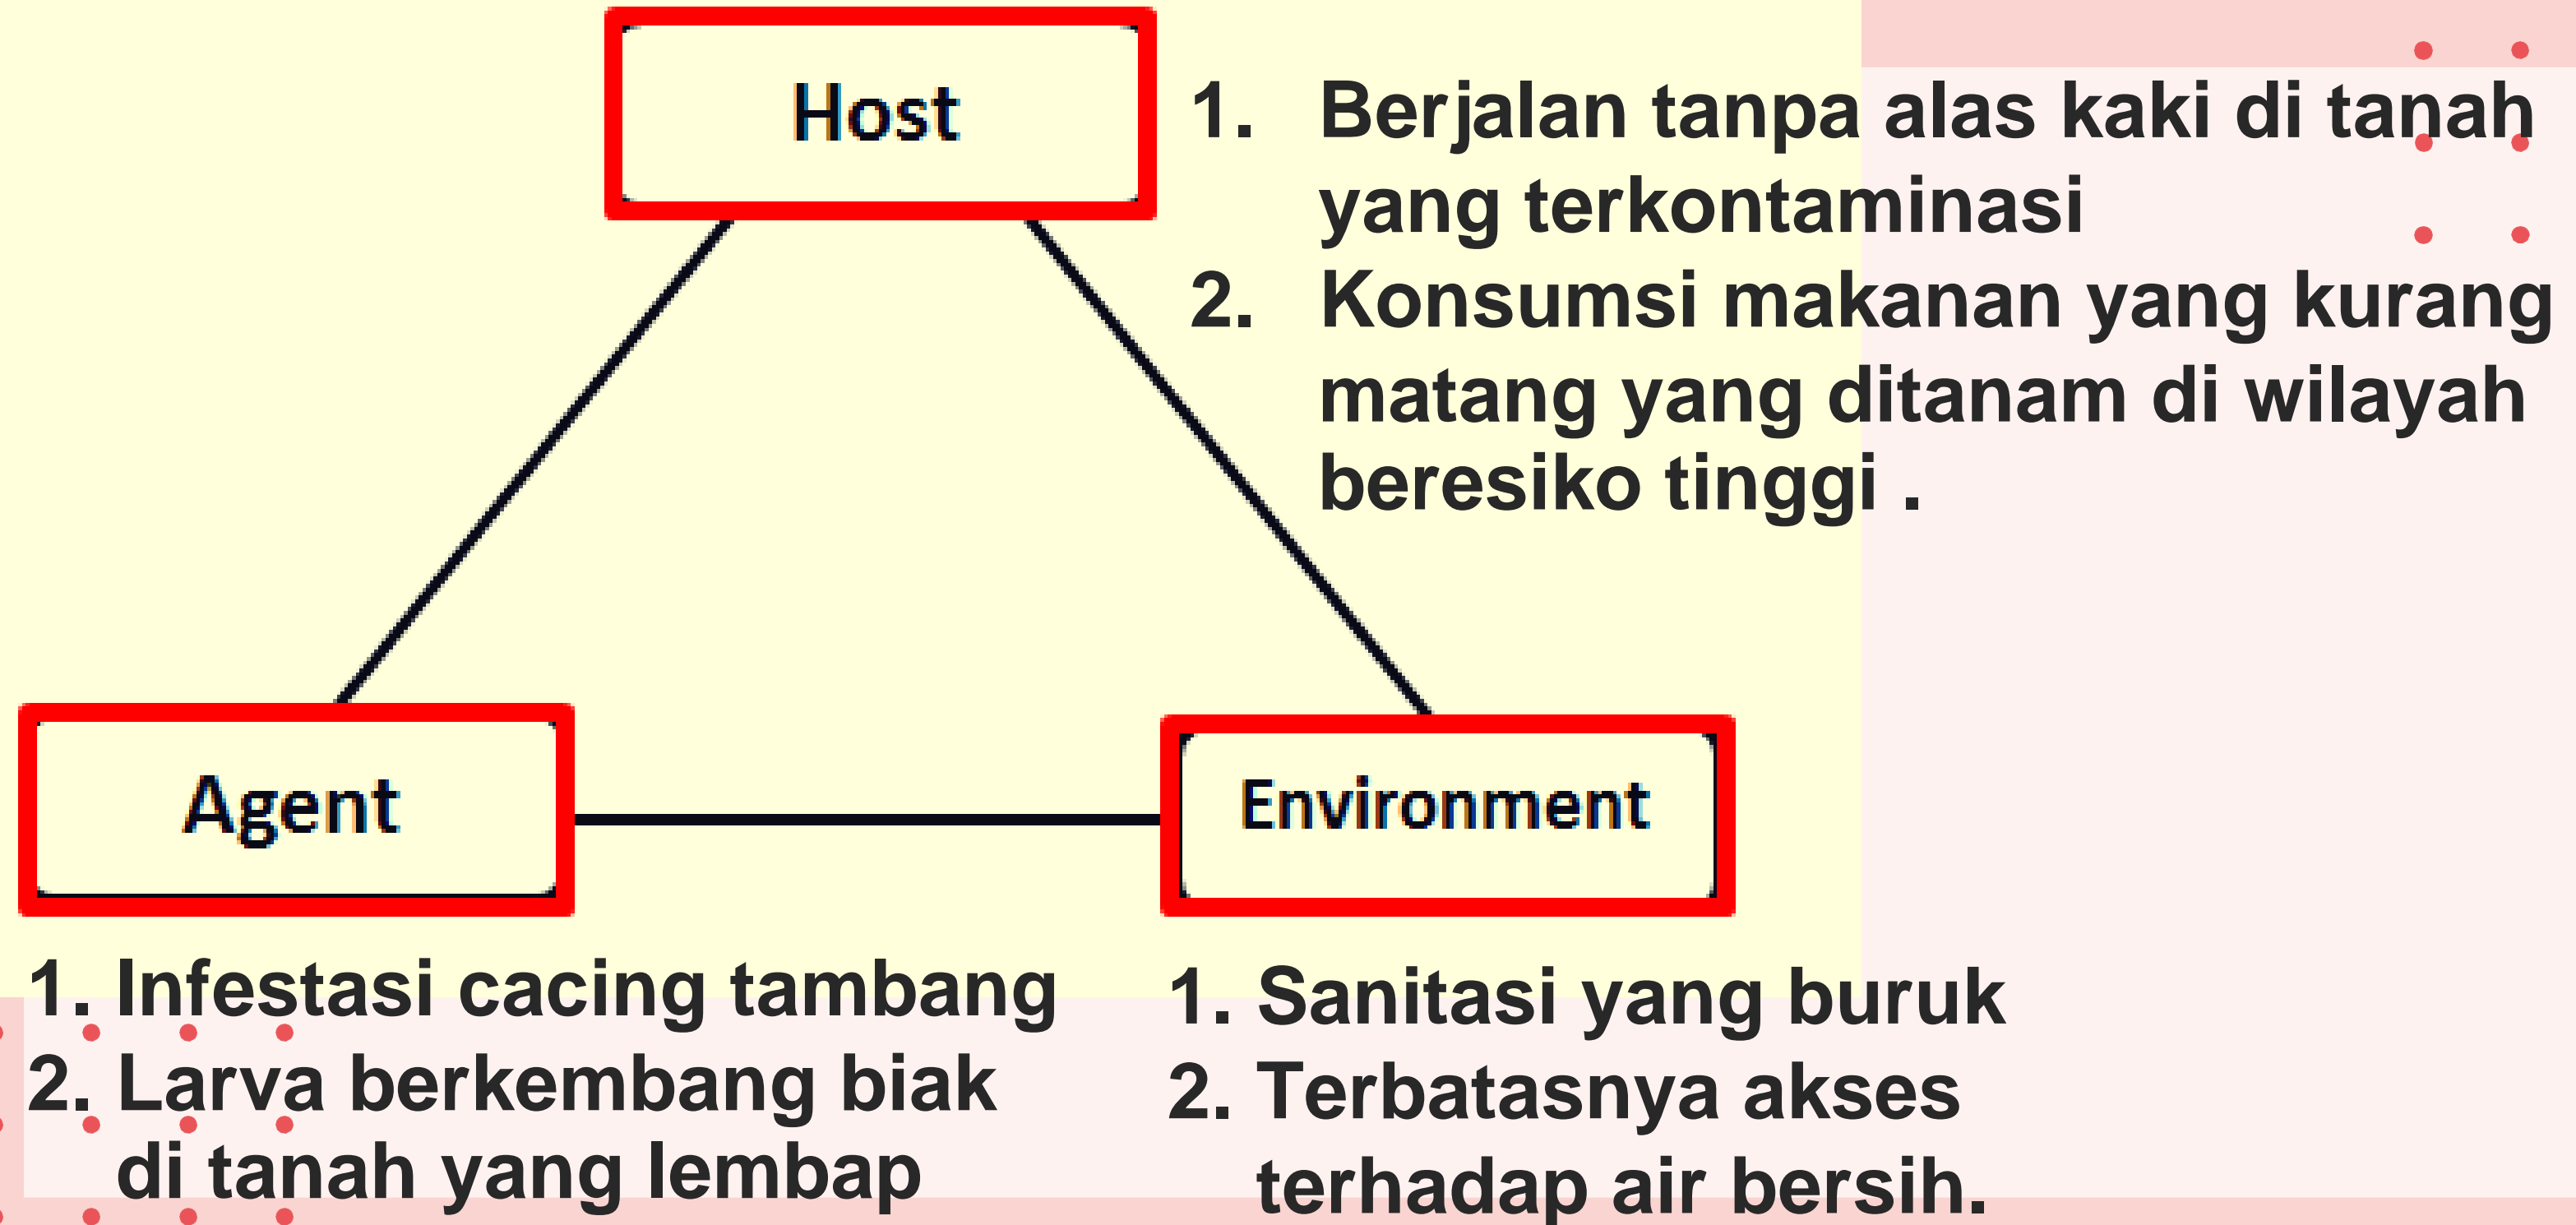 Host
1. Berjalan tanpa alas kaki di tanah
yang terkontaminasi
2. Konsumsi makanan yang kurang
matang yang ditanam di wilayah
beresiko tinggi .
Agent
Environment
1. Infestasi cacing tambang
2. Larva berkembang biak
di tanah yang lembap
1. Sanitasi yang buruk
2. Terbatasnya akses
terhadap air bersih.